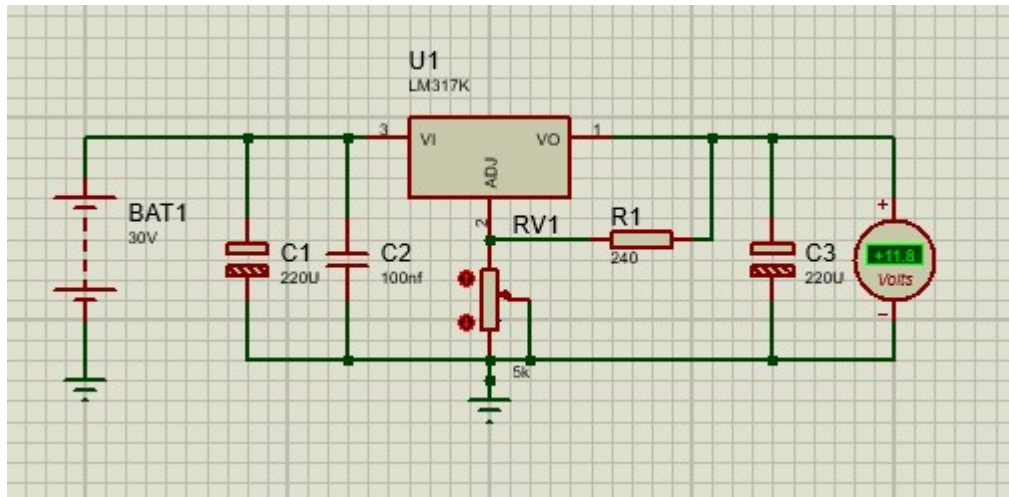 U1
LM317K
3
VI
VO
1
ADJ
2
BAT1
30V
C1
220U
C2
100nf
RV1
5k
R1
240
C3
220U
+
+11.8
Volts
−